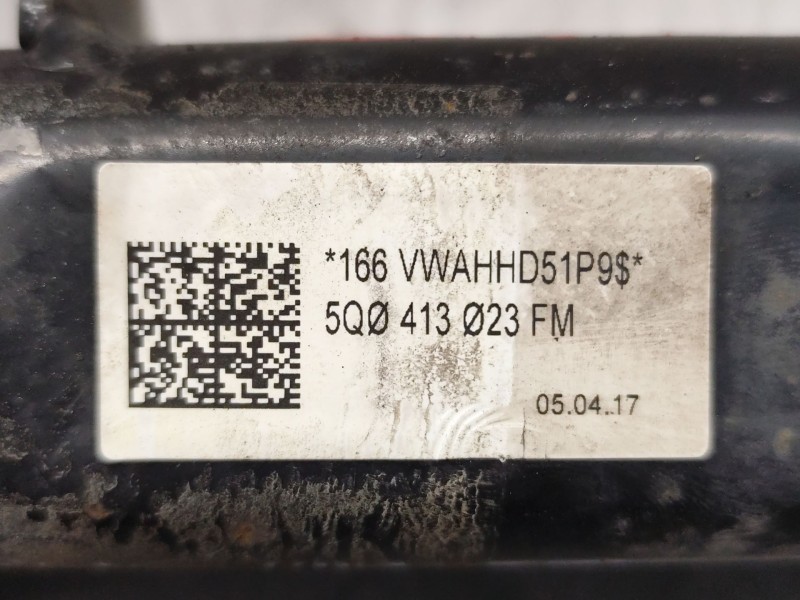 *166 VWAHHD51P9$*
5QØ 413 Ø23 FM
05.04.17